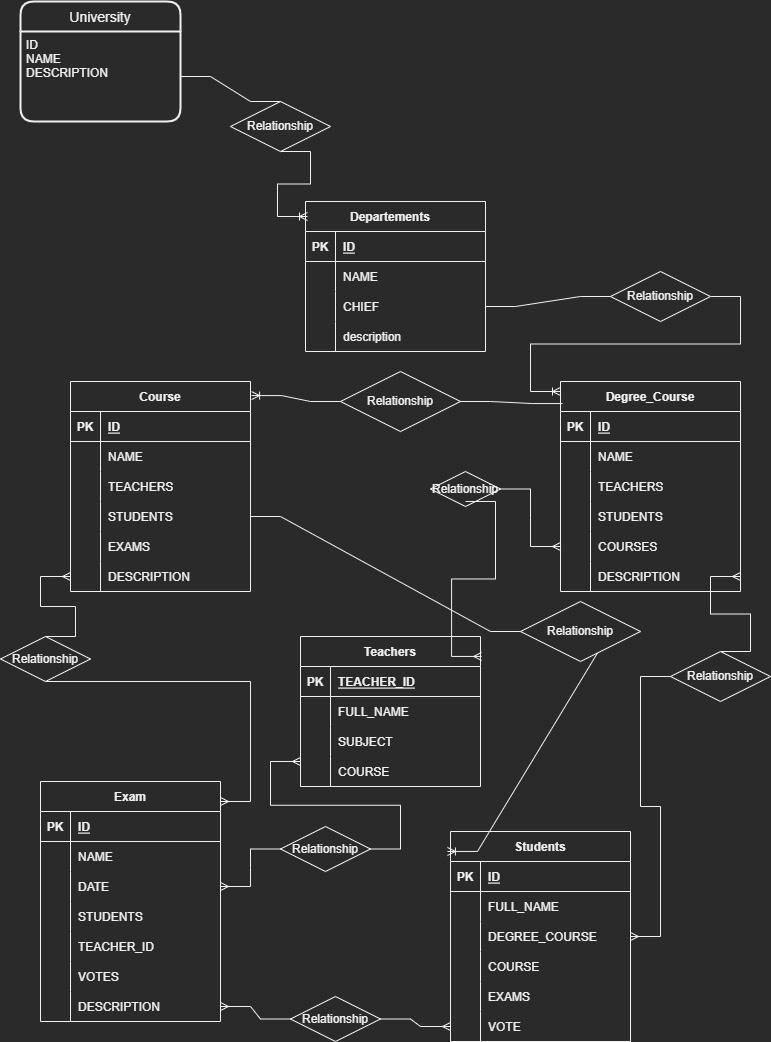 University
ID
NAME
DESCRIPTION
Relationship
Departements
PK ID
NAME
CHIEF
description
Relationship
Course
PK ID
NAME
TEACHERS
STUDENTS
EXAMS
DESCRIPTION
Relationship
Degree_Course
PK ID
NAME
TEACHERS
STUDENTS
COURSES
DESCRIPTION
Relationship
Relationship
Relationship
Relationship
Teachers
PK TEACHER_ID
FULL_NAME
SUBJECT
COURSE
Exam
PK ID
NAME
DATE
STUDENTS
TEACHER_ID
VOTES
DESCRIPTION
Relationship
Students
PK ID
FULL_NAME
DEGREE_COURSE
COURSE
EXAMS
VOTE
Relationship